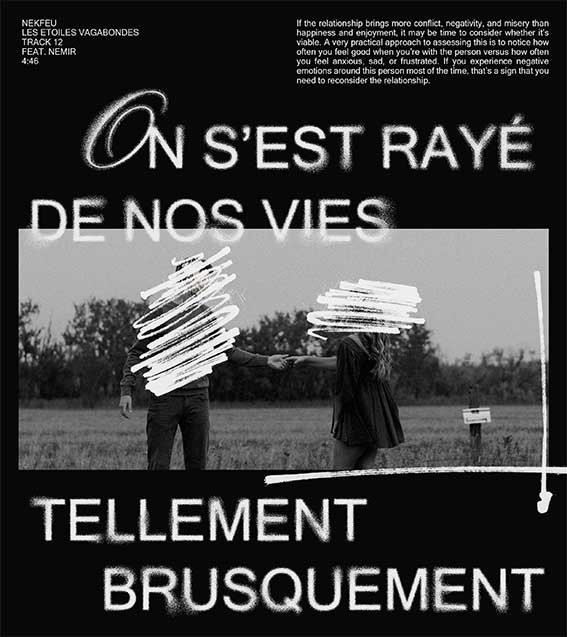 NEKFEU
LES ETOILES VAGABONDES
TRACK 12
FEAT. NEMIR
4:46
If the relationship brings more conflict, negativity, and misery than
happiness and enjoyment, it may be time to consider whether it's
viable. A very practical approach to assessing this is to notice how
often you feel good when you're with the person versus how often
you feel anxious, sad, or frustrated. If you experience negative
emotions around this person most of the time, that's a sign that you
need to reconsider the relationship.
ON S'EST RAYÉ
DE NOS VIES
TELLEMENT
BRUSQUEMENT